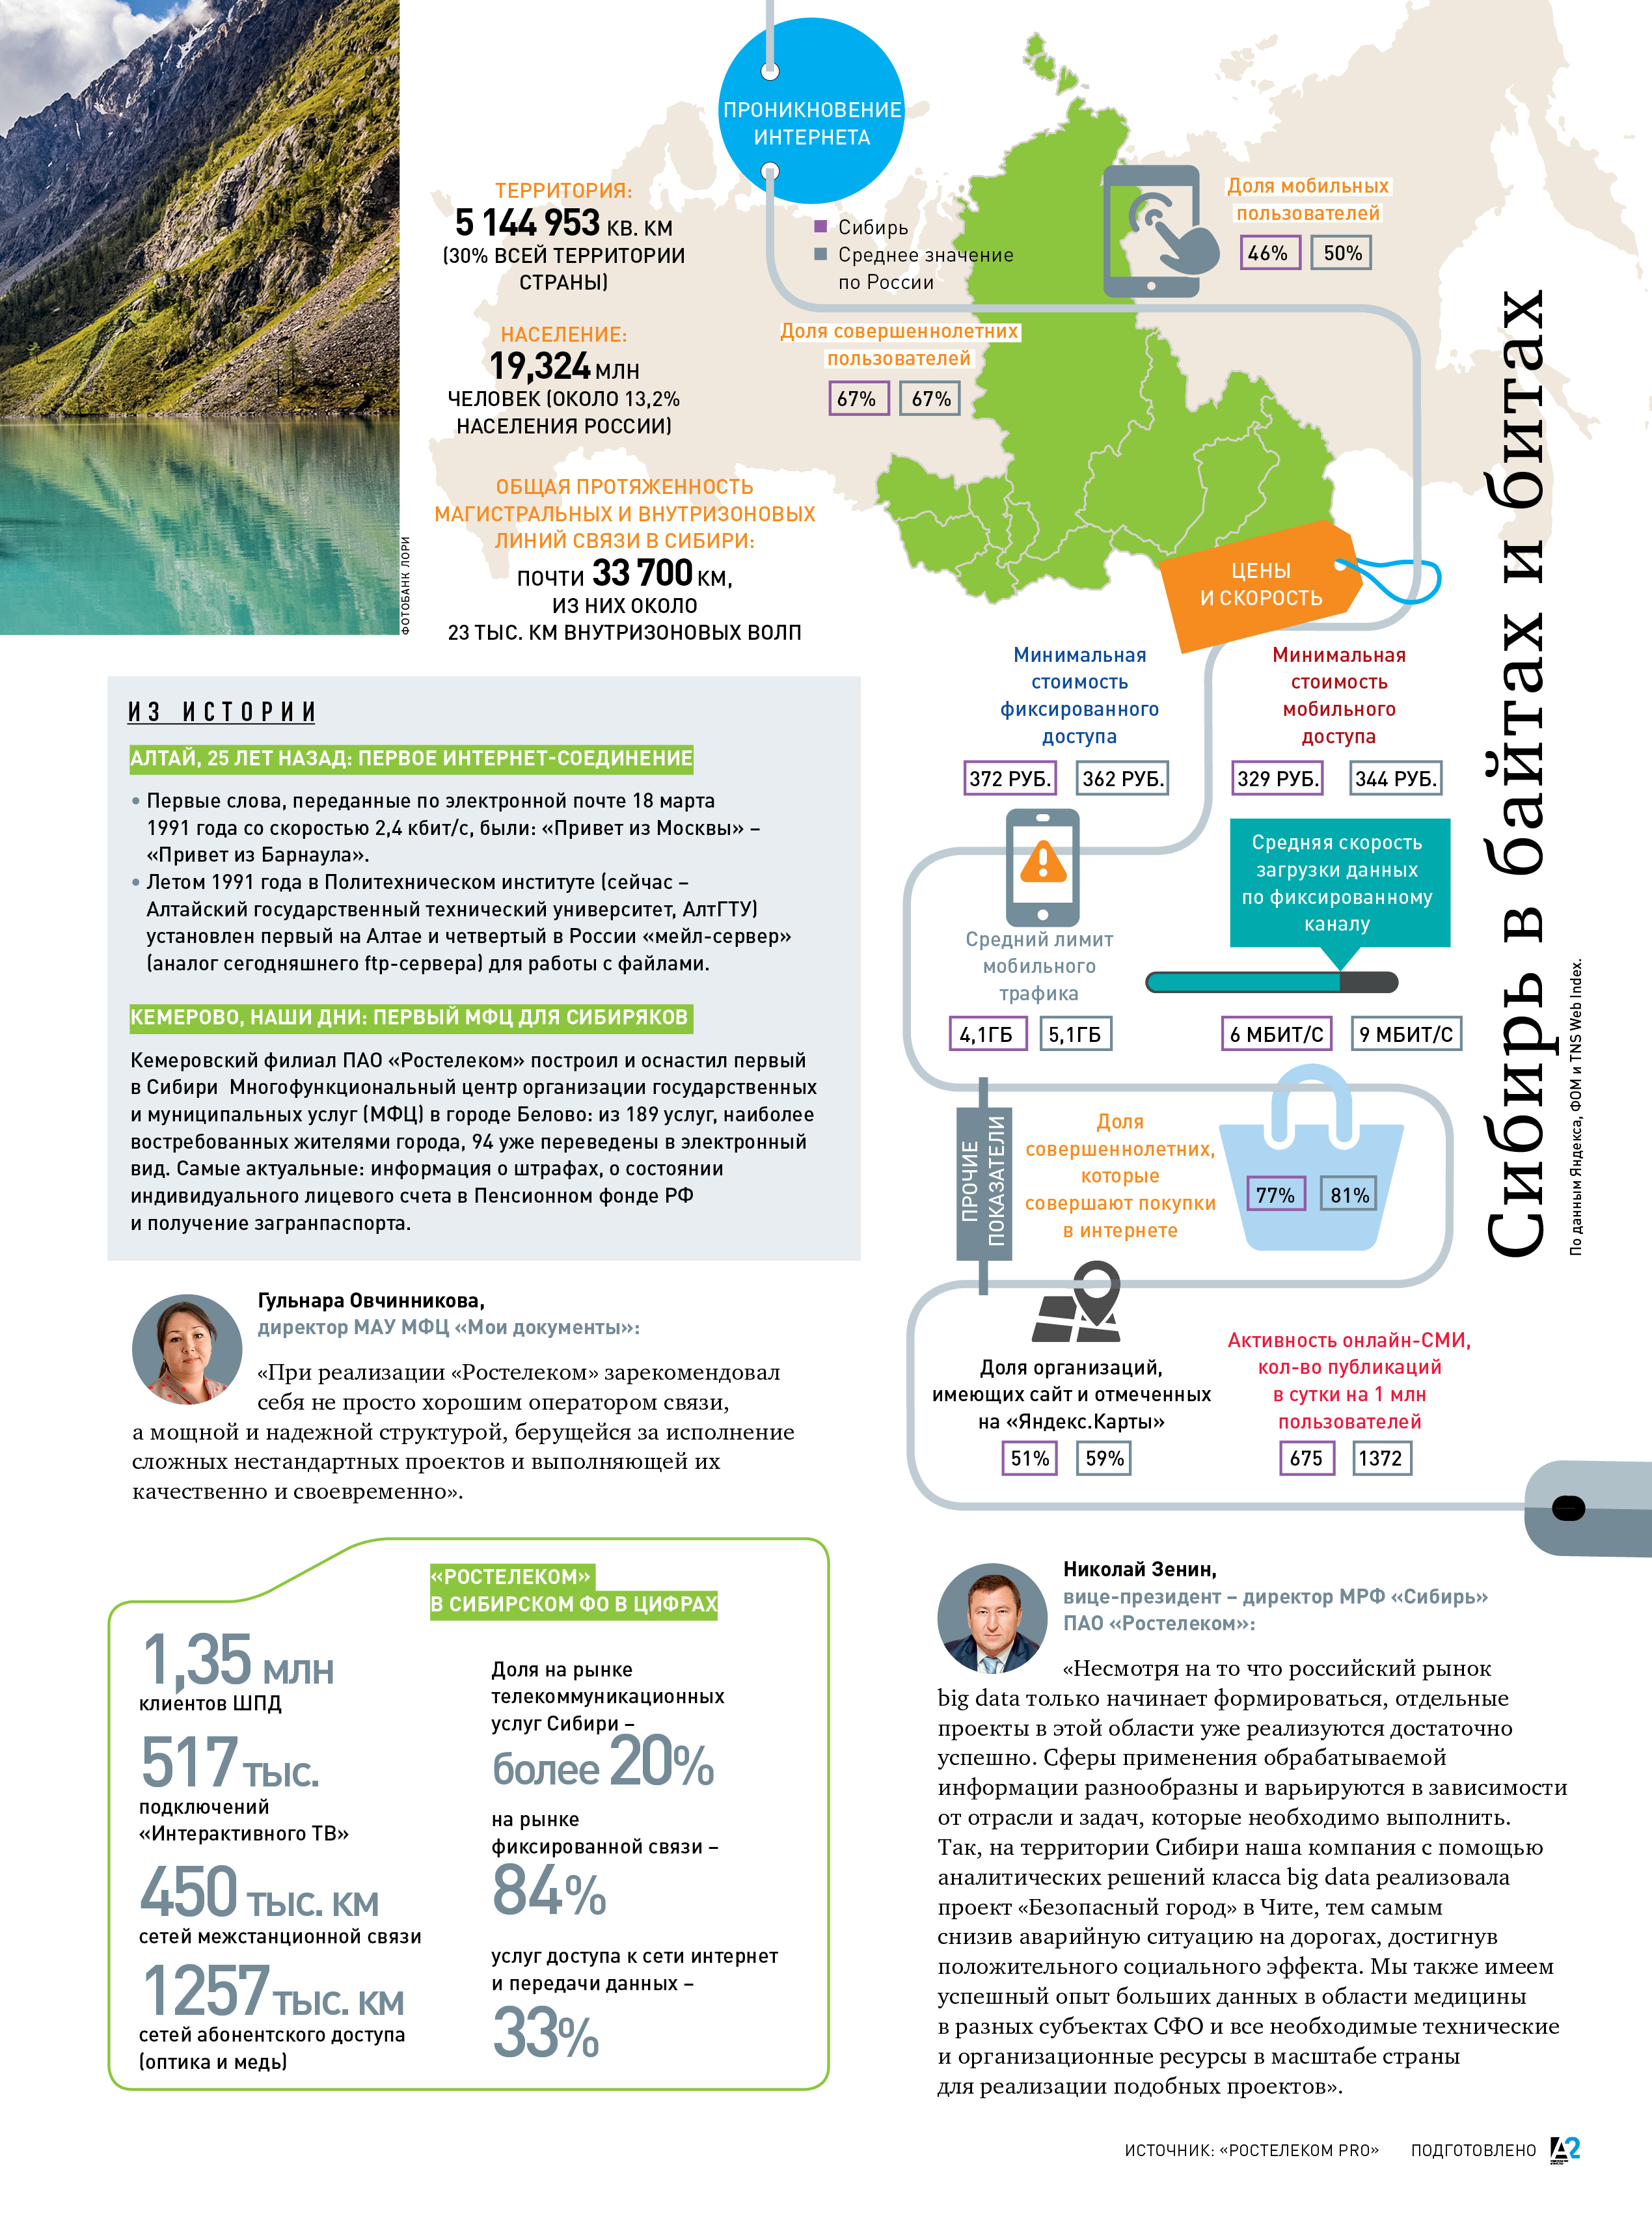 Сибирь в байтах и битах
По данным Яндекса, ФОМ и TNS Web Index.
ФОТОБАНК ЛОРИ
ТЕРРИТОРИЯ:
5 144 953 КВ. КМ
(30% ВСЕЙ ТЕРРИТОРИИ
СТРАНЫ)
НАСЕЛЕНИЕ:
19,324 МЛН
ЧЕЛОВЕК (ОКОЛО 13,2%
НАСЕЛЕНИЯ РОССИИ)
ОБЩАЯ ПРОТЯЖЕННОСТЬ
МАГИСТРАЛЬНЫХ И ВНУТРИЗОНОВЫХ
ЛИНИЙ СВЯЗИ В СИБИРИ:
ПОЧТИ 33 700 КМ,
ИЗ НИХ ОКОЛО
23 ТЫС. КМ ВНУТРИЗОНОВЫХ ВОЛП
ПРОНИКНОВЕНИЕ
ИНТЕРНЕТА
Сибирь
Среднее значение
по России
Доля мобильных
пользователей
46% 50%
Доля совершеннолетних
пользователей
67% 67%
ЦЕНЫ
И СКОРОСТЬ
Минимальная
стоимость
фиксированного
доступа
372 РУБ. 362 РУБ.
Минимальная
стоимость
мобильного
доступа
329 РУБ. 344 РУБ.
Средний лимит
мобильного
трафика
4,1ГБ 5,1ГБ
Средняя скорость
загрузки данных
по фиксированному
каналу
6 МБИТ/С 9 МБИТ/С
ПРОЧИЕ
ПОКАЗАТЕЛИ
Доля
совершеннолетних,
которые
совершают покупки
в интернете
77% 81%
Доля организаций,
имеющих сайт и отмеченных
на «Яндекс.Карты»
51% 59%
Активность онлайн-СМИ,
кол-во публикаций
в сутки на 1 млн
пользователей
675 1372
ИЗ ИСТОРИИ
АЛТАЙ, 25 ЛЕТ НАЗАД: ПЕРВОЕ ИНТЕРНЕТ-СОЕДИНЕНИЕ
• Первые слова, переданные по электронной почте 18 марта
1991 года со скоростью 2,4 кбит/с, были: «Привет из Москвы» –
«Привет из Барнаула».
• Летом 1991 года в Политехническом институте (сейчас –
Алтайский государственный технический университет, АлтГТУ)
установлен первый на Алтае и четвертый в России «мейл-сервер»
(аналог сегодняшнего ftp-сервера) для работы с файлами.
КЕМЕРОВО, НАШИ ДНИ: ПЕРВЫЙ МФЦ ДЛЯ СИБИРЯКОВ
Кемеровский филиал ПАО «Ростелеком» построил и оснастил первый
в Сибири Многофункциональный центр организации государственных
и муниципальных услуг (МФЦ) в городе Белово: из 189 услуг, наиболее
востребованных жителями города, 94 уже переведены в электронный
вид. Самые актуальные: информация о штрафах, о состоянии
индивидуального лицевого счета в Пенсионном фонде РФ
и получение загранпаспорта.
Гульнара Овчинникова,
директор МАУ МФЦ «Мои документы»:
«При реализации «Ростелеком» зарекомендовал
себя не просто хорошим оператором связи,
а мощной и надежной структурой, берущейся за исполнение
сложных нестандартных проектов и выполняющей их
качественно и своевременно».
«РОСТЕЛЕКОМ»
В СИБИРСКОМ ФО В ЦИФРАХ
1,35 МЛН
клиентов ШПД
517 ТЫС.
подключений
«Интерактивного ТВ»
450 ТЫС. КМ
сетей межстанционной связи
1257 ТЫС. КМ
сетей абонентского доступа
(оптика и медь)
Доля на рынке
телекоммуникационных
услуг Сибири –
более 20%
на рынке
фиксированной связи –
84%
услуг доступа к сети интернет
и передачи данных –
33%
Николай Зенин,
вице-президент – директор МРФ «Сибирь»
ПАО «Ростелеком»:
«Несмотря на то что российский рынок
big data только начинает формироваться, отдельные
проекты в этой области уже реализуются достаточно
успешно. Сферы применения обрабатываемой
информации разнообразны и варьируются в зависимости
от отрасли и задач, которые необходимо выполнить.
Так, на территории Сибири наша компания с помощью
аналитических решений класса big data реализовала
проект «Безопасный город» в Чите, тем самым
снизив аварийную ситуацию на дорогах, достигнув
положительного социального эффекта. Мы также имеем
успешный опыт больших данных в области медицины
в разных субъектах СФО и все необходимые технические
и организационные ресурсы в масштабе страны
для реализации подобных проектов».
ИСТОЧНИК: «РОСТЕЛЕКОМ PRO» ПОДГОТОВЛЕНО А2